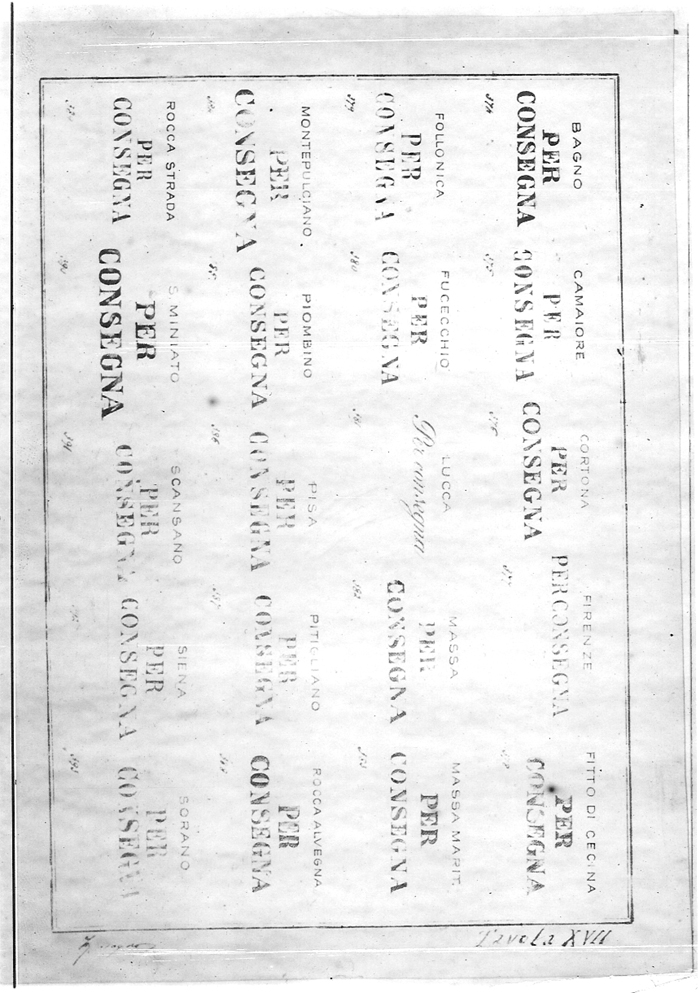 Tavola
BAGNO
PER
CONSEGNA
CAMAIORE
PER
CONSEGNA
CORTONA
PER
CONSEGNA
FIRENZE
PER CONSEGNA
FITTO DI CECINA
PER
CONSEGNA
FOLLONICA
PER
CONSEGNA
FUCECCHIO
PER
CONSEGNA
LUCCA
Per consegna
MASSA
PER
CONSEGNA
MASSA MARIT.
PER
CONSEGNA
MONTEPULCIANO
PER
CONSEGNA
PIOMBINO
PER
CONSEGNA
PISA
PER
CONSEGNA
PITIGLIANO
PER
CONSEGNA
ROCCA ALVEGNA
PER
CONSEGNA
ROCCA STRADA
PER
CONSEGNA
S. MINIATO
PER
CONSEGNA
SCANSANO
PER
CONSEGNA
SIENA
PER
CONSEGNA
SORANO
PER
CONSEGNA